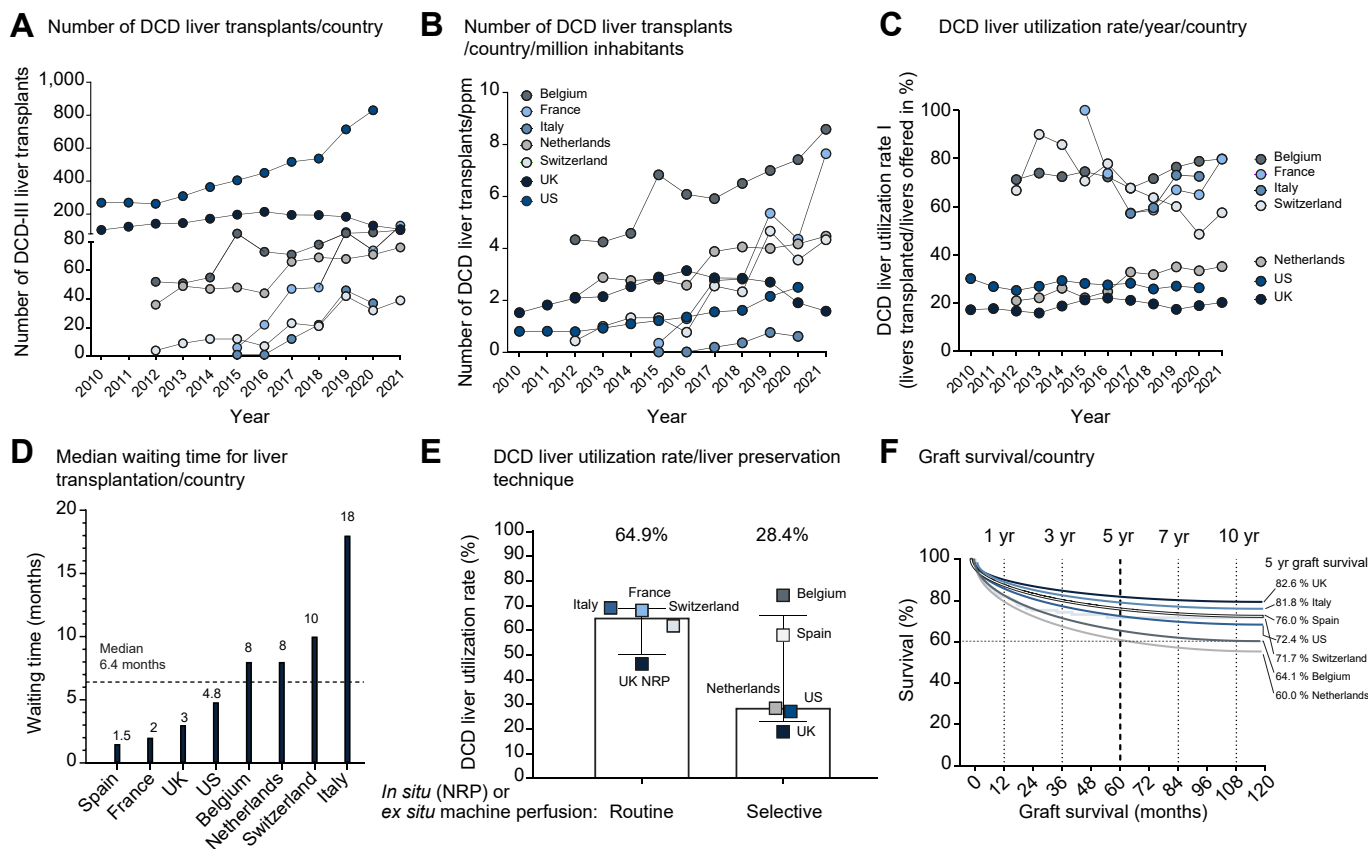 A Number of DCD liver transplants/country
Number of DCD-III liver transplants
1,000
800
600
400
200
80
60
40
20
0
2010 2011 2012 2013 2014 2015 2016 2017 2018 2019 2020 2021
Year
B Number of DCD liver transplants
/country/million inhabitants
Number of DCD liver transplants/ppm
10
8
6
4
2
0
Belgium
France
Italy
Netherlands
Switzerland
UK
US
2010 2011 2012 2013 2014 2015 2016 2017 2018 2019 2020 2021
Year
C DCD liver utilization rate/year/country
DCD liver utilization rate I
(livers transplanted/livers offered in %)
100
80
60
40
20
0
Belgium
France
Italy
Switzerland
Netherlands
US
UK
2010 2011 2012 2013 2014 2015 2016 2017 2018 2019 2020 2021
Year
D Median waiting time for liver
transplantation/country
Waiting time (months)
20
15
10
5
0
Median
6.4 months
1.5 2 3 4.8 8 8 10 18
Spain France UK US Belgium Netherlands Switzerland Italy
E DCD liver utilization rate/liver preservation
technique
DCD liver utilization rate (%)
100
90
80
70
60
50
40
30
20
10
0
64.9% 28.4%
Italy
France
Switzerland
UK NRP
Belgium
Spain
Netherlands
US
UK
In situ (NRP) or
ex situ machine perfusion: Routine Selective
F Graft survival/country
1 yr 3 yr 5 yr 7 yr 10 yr
Survival (%)
100
80
60
40
20
0
5 yr graft survival
82.6 % UK
81.8 % Italy
76.0 % Spain
72.4 % US
71.7 % Switzerland
64.1 % Belgium
60.0 % Netherlands
0 12 24 36 48 60 72 84 96 108 120
Graft survival (months)